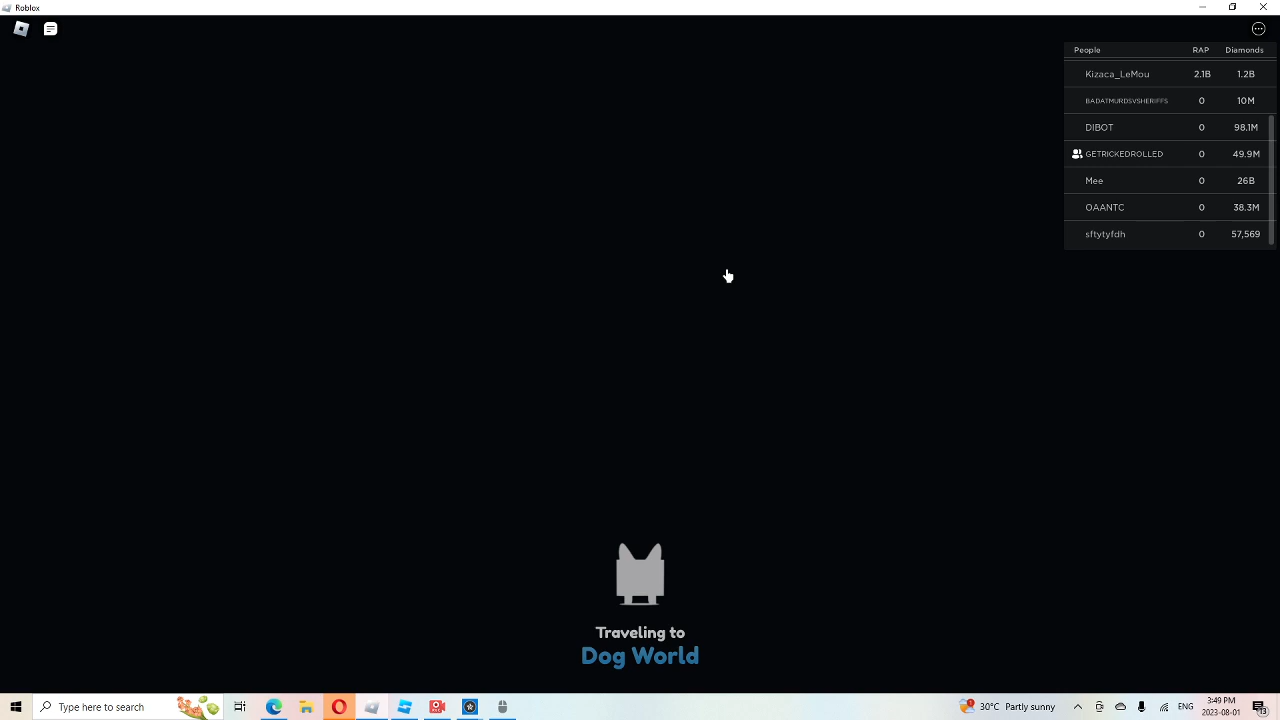 Roblox
People RAP Diamonds
Kizaca_LeMou 2.1B 1.2B
BADATMURDSVSHERIFFS 0 10M
DIBOT 0 98.1M
GETRICKEDROLLED 0 49.9M
Mee 0 26B
OAANTC 0 38.3M
sftytyfdh 0 57,569
Traveling to
Dog World
Type here to search
30°C Partly sunny
ENG
3:49 PM
2023-08-01